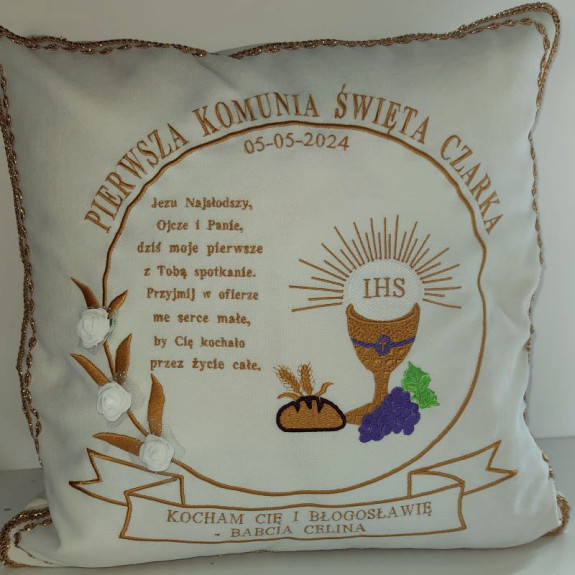 PIERWSZA KOMUNIA ŚWIĘTA CZARKA
05-05-2024
Jezu Najsłodszy,
Ojcze i Panie,
dziś moje pierwsze
z Tobą spotkanie.
Przyjmij w ofierze
me serce małe,
by Cię kochało
przez życie całe.
IHS
KOCHAM CIĘ I BŁOGOSŁAWIĘ
- BABCIA CELINA